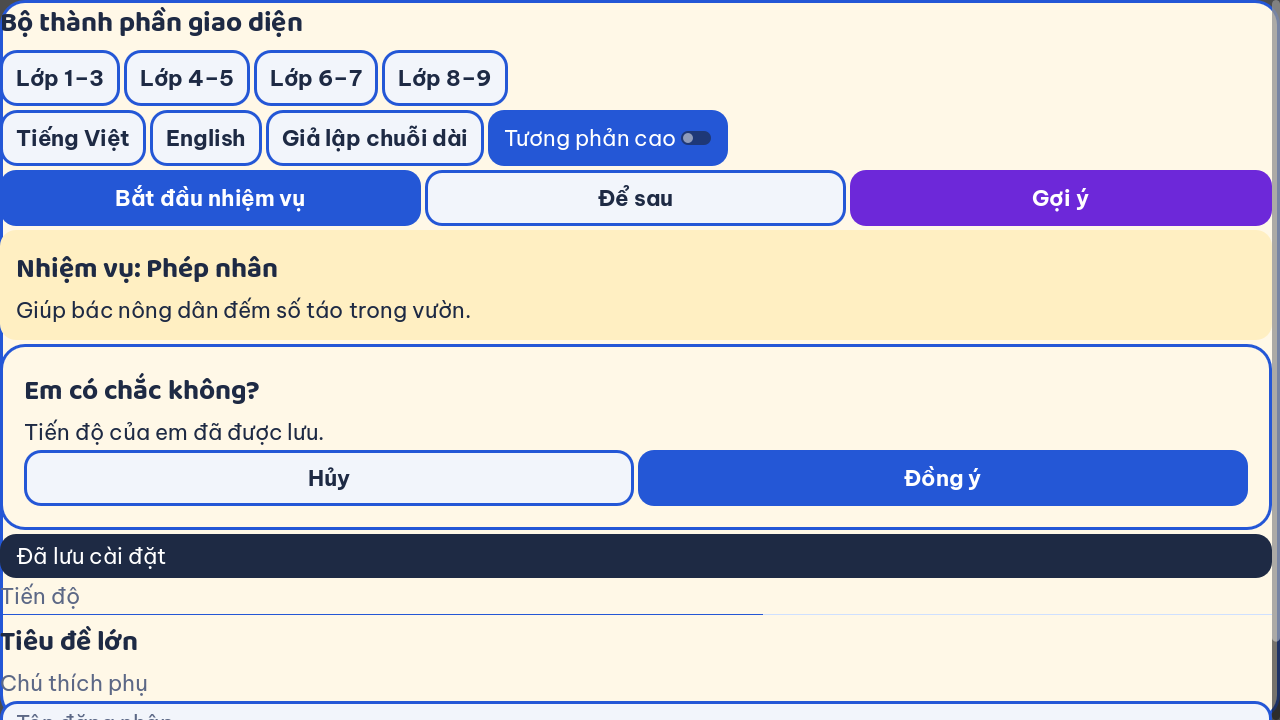 Bộ thành phần giao diện
Lớp 1–3 Lớp 4–5 Lớp 6–7 Lớp 8–9
Tiếng Việt English Giả lập chuỗi dài Tương phản cao
Bắt đầu nhiệm vụ Để sau Gợi ý
Nhiệm vụ: Phép nhân
Giúp bác nông dân đếm số táo trong vườn.
Em có chắc không?
Tiến độ của em đã được lưu.
Hủy Đồng ý
Đã lưu cài đặt
Tiến độ
Tiêu đề lớn
Chú thích phụ
Tên đăng nhập